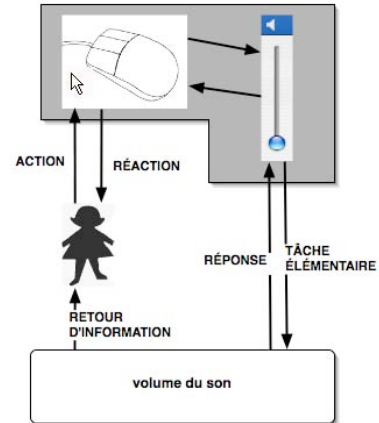 ACTION
RÉACTION
RÉPONSE
TÂCHE
ÉLÉMENTAIRE
RETOUR
D'INFORMATION
volume du son